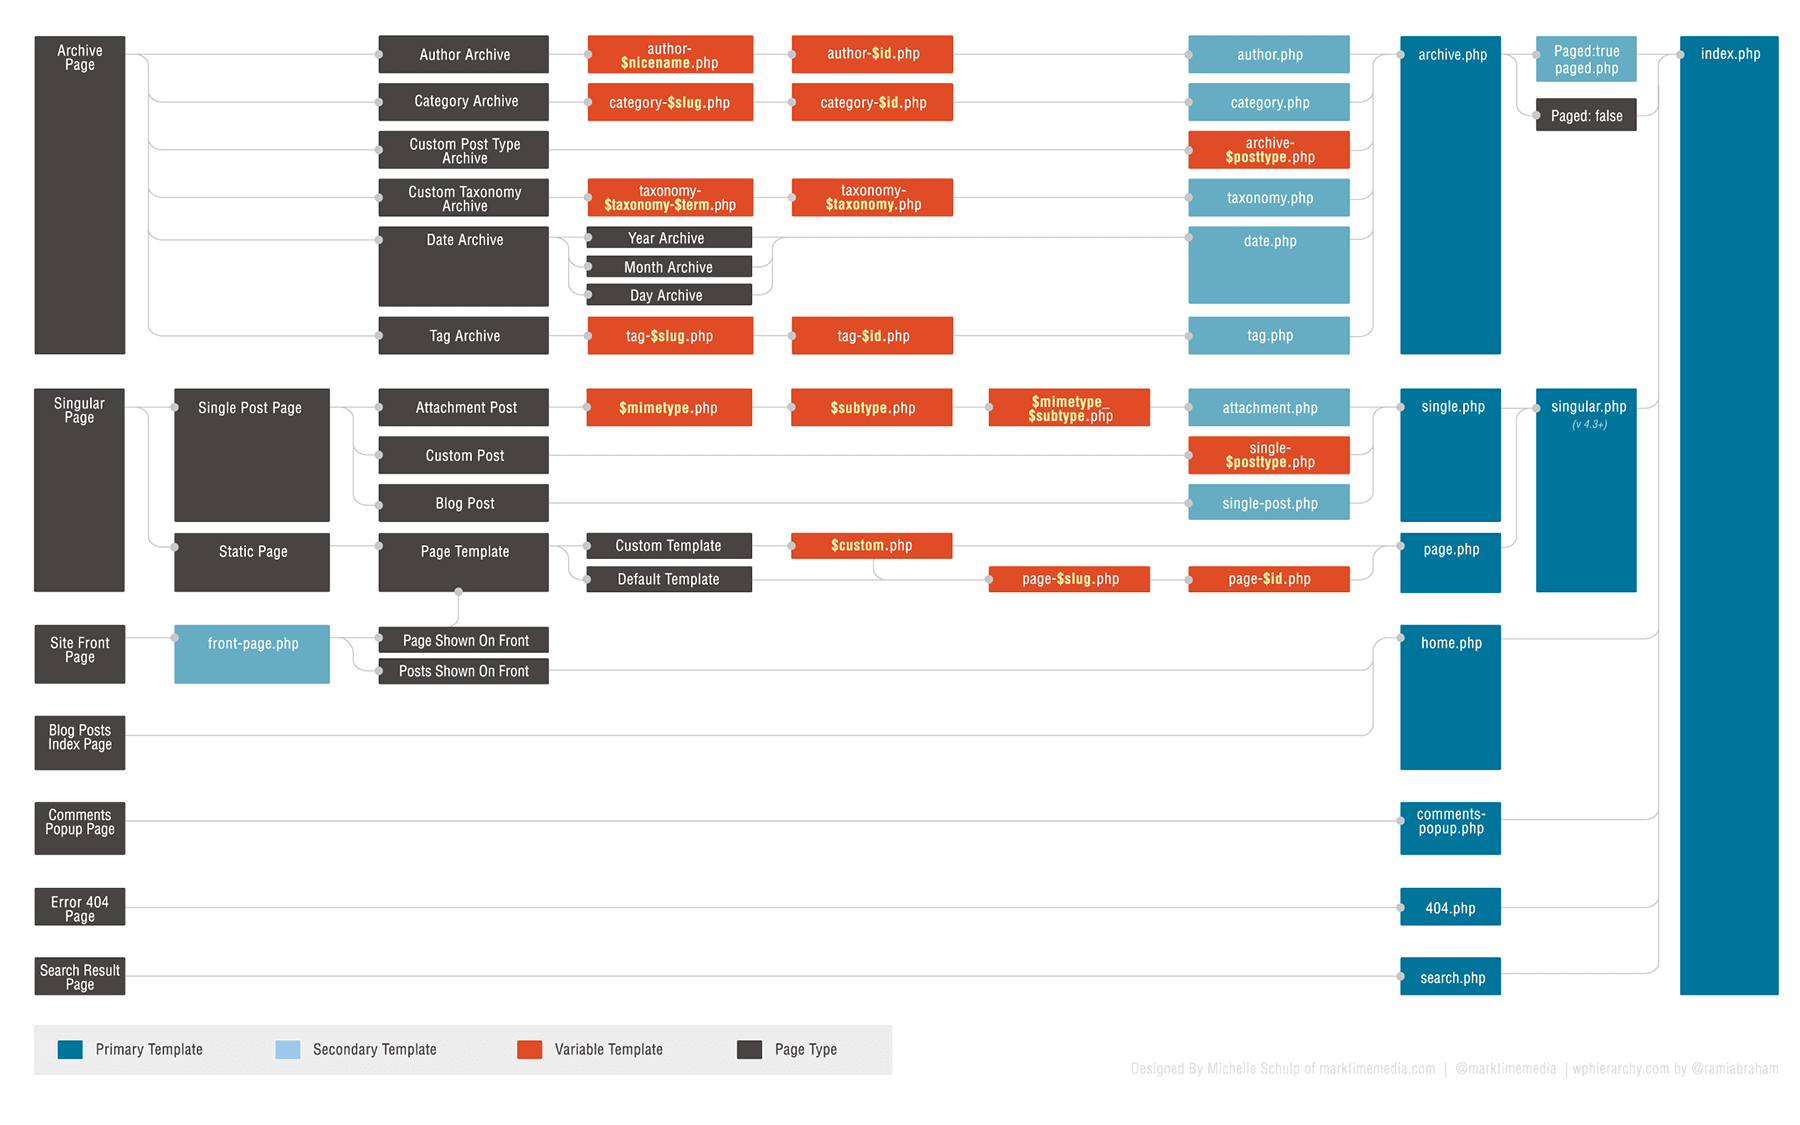 Archive
Page
Author Archive
author-
$nicename.php
author-$id.php
author.php
archive.php
Paged:true
paged.php
index.php
Category Archive
category-$slug.php
category-$id.php
category.php
Paged: false
Custom Post Type
Archive
archive-
$posttype.php
Custom Taxonomy
Archive
taxonomy-
$taxonomy-$term.php
taxonomy-
$taxonomy.php
taxonomy.php
Date Archive
Year Archive
date.php
Month Archive
Day Archive
Tag Archive
tag-$slug.php
tag-$id.php
tag.php
Singular
Page
Single Post Page
Attachment Post
$mimetype.php
$subtype.php
$mimetype_
$subtype.php
attachment.php
single.php
singular.php
(v 4.3+)
Custom Post
single-
$posttype.php
Blog Post
single-post.php
Static Page
Page Template
Custom Template
$custom.php
page.php
Default Template
page-$slug.php
page-$id.php
Site Front
Page
front-page.php
Page Shown On Front
home.php
Posts Shown On Front
Blog Posts
Index Page
Comments
Popup Page
comments-
popup.php
Error 404
Page
404.php
Search Result
Page
search.php
Primary Template
Secondary Template
Variable Template
Page Type
Designed By Michelle Schulp of marktimemedia.com | @marktimemedia | wphierarchy.com by @ramiabraham